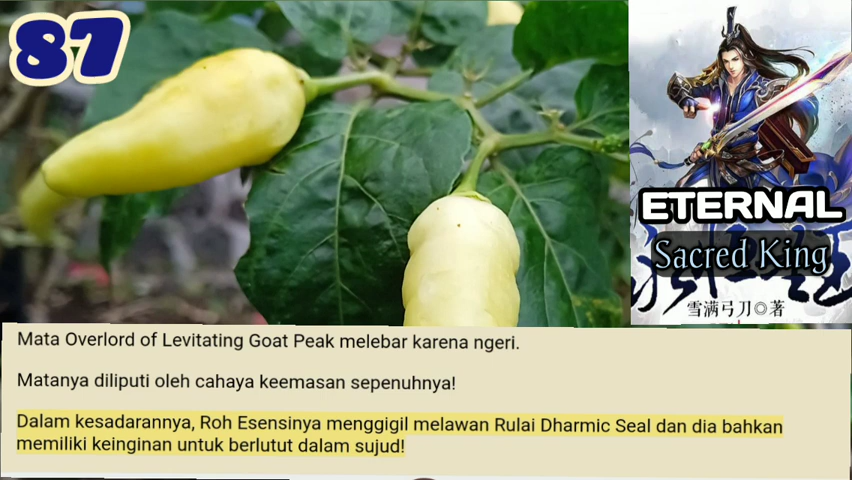 87
ETERNAL
Sacred King
雪满弓刀◎著
Mata Overlord of Levitating Goat Peak melebar karena ngeri.
Matanya diliputi oleh cahaya keemasan sepenuhnya!
Dalam kesadarannya, Roh Esensinya menggigil melawan Rulai Dharmic Seal dan dia bahkan
memiliki keinginan untuk berlutut dalam sujud!